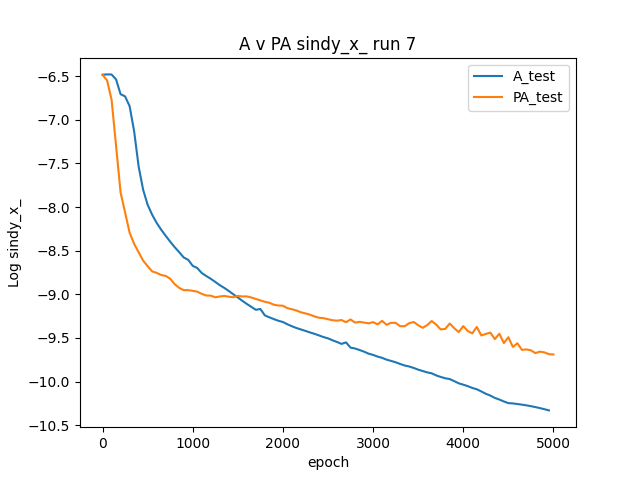 A v PA sindy_x_ run 7
A_test
PA_test
Log sindy_x_
−6.5
−7.0
−7.5
−8.0
−8.5
−9.0
−9.5
−10.0
−10.5
0 1000 2000 3000 4000 5000
epoch